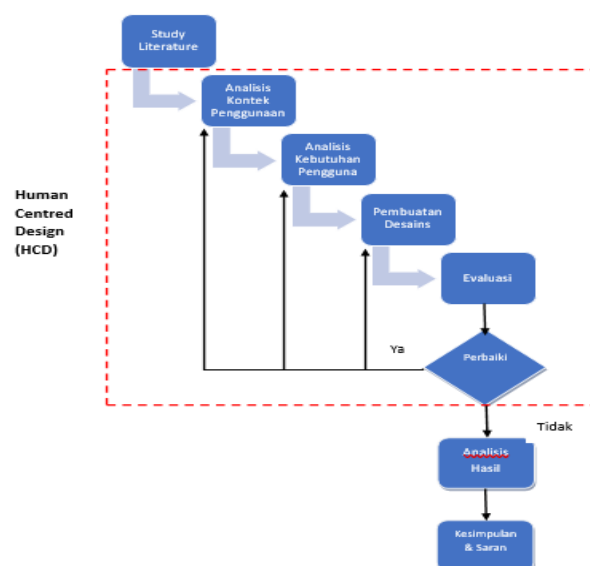 Study
Literature
Analisis
Kontek
Penggunaan
Analisis
Kebutuhan
Pengguna
Human
Centred
Design
(HCD)
Pembuatan
Desains
Evaluasi
Ya
Perbaiki
Tidak
Analisis
Hasil
Kesimpulan
& Saran